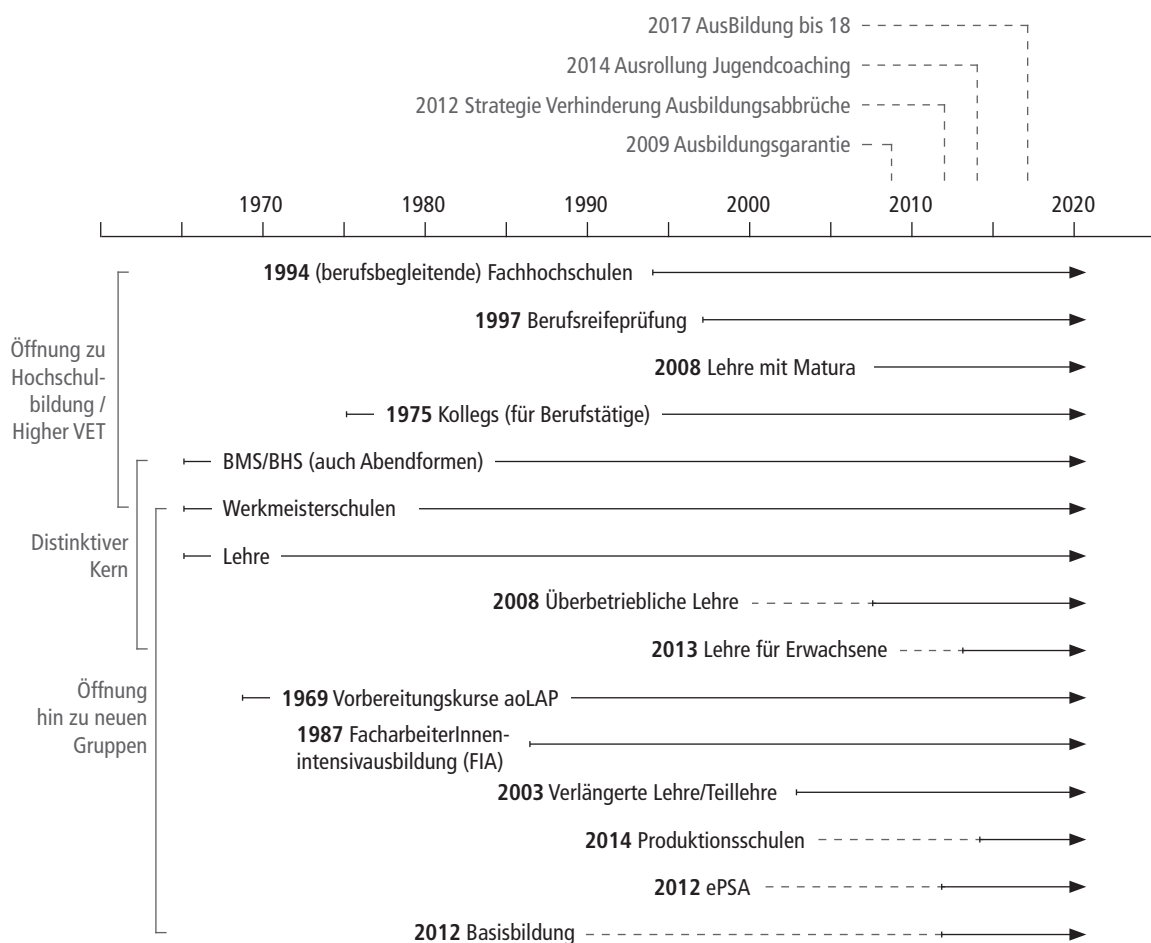 2017 AusBildung bis 18
2014 Ausrollung Jugendcoaching
2012 Strategie Verhinderung Ausbildungsabbrüche
2009 Ausbildungsgarantie
1970 1980 1990 2000 2010 2020
1994 (berufsbegleitende) Fachhochschulen
1997 Berufsreifeprüfung
2008 Lehre mit Matura
1975 Kollegs (für Berufstätige)
BMS/BHS (auch Abendformen)
Werkmeisterschulen
Lehre
2008 Überbetriebliche Lehre
2013 Lehre für Erwachsene
1969 Vorbereitungskurse aoLAP
1987 FacharbeiterInnen-
intensivausbildung (FIA)
2003 Verlängerte Lehre/Teillehre
2014 Produktionsschulen
2012 ePSA
2012 Basisbildung
Öffnung zu
Hochschul-
bildung /
Higher VET
Distinktiver
Kern
Öffnung
hin zu neuen
Gruppen